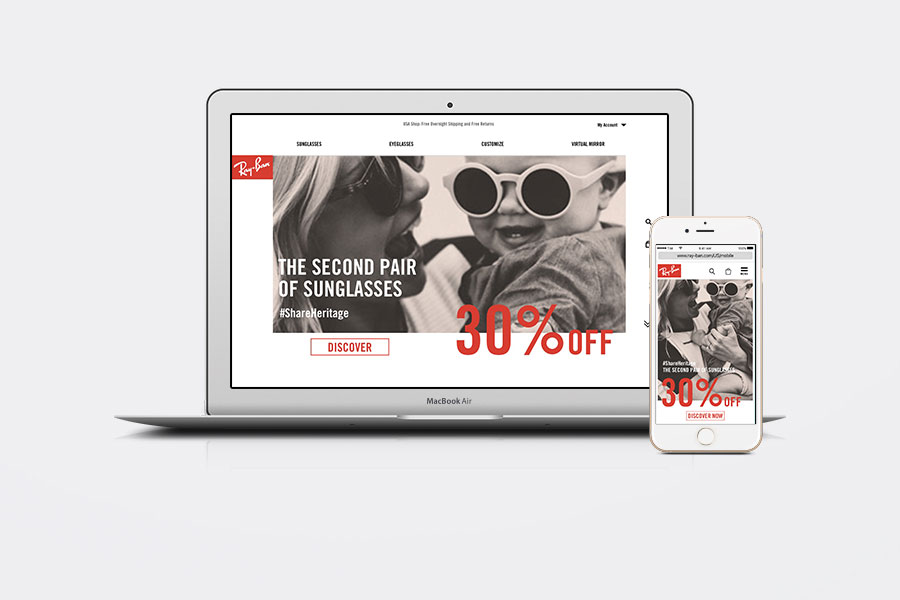 USA Shop: Free Overnight Shipping and Free Returns
My Account
SUNGLASSES EYEGLASSES CUSTOMIZE VIRTUAL MIRROR
Ray-Ban
THE SECOND PAIR
OF SUNGLASSES
#ShareHeritage
30% OFF
DISCOVER
MacBook Air
www.ray-ban.com/US/mobile
Ray-Ban
#ShareHeritage
THE SECOND PAIR OF SUNGLASSES
30% OFF
DISCOVER NOW